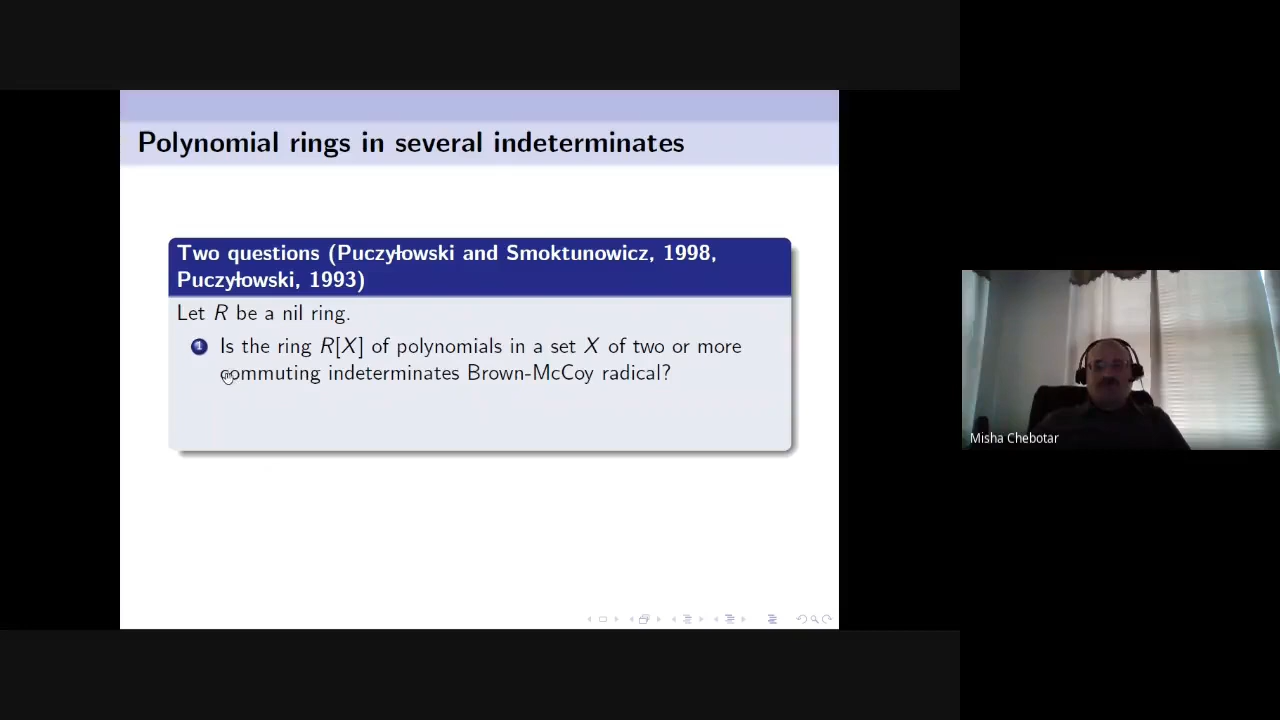 Polynomial rings in several indeterminates
Two questions (Puczyłowski and Smoktunowicz, 1998,
Puczyłowski, 1993)
Let R be a nil ring.
1 Is the ring R[X] of polynomials in a set X of two or more
commuting indeterminates Brown-McCoy radical?
Misha Chebotar